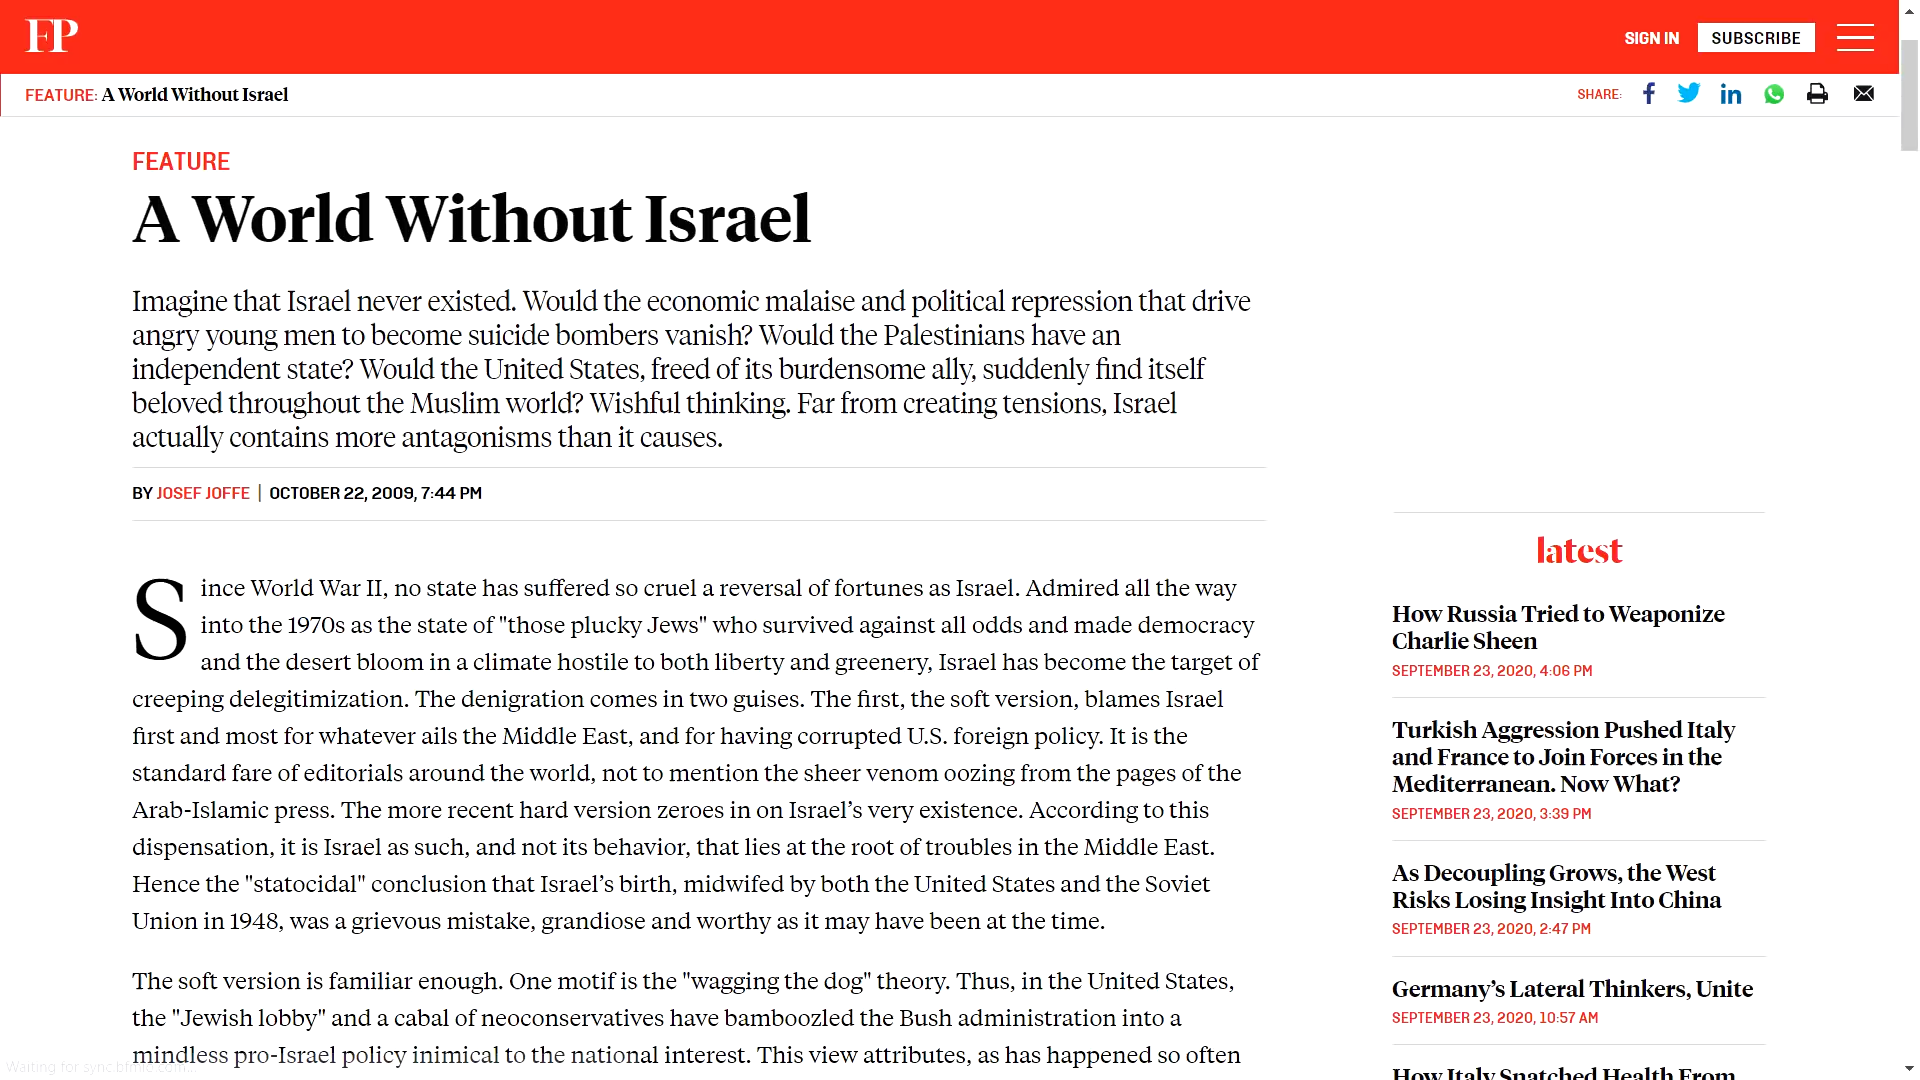 FP
SIGN IN
SUBSCRIBE
FEATURE: A World Without Israel
SHARE:
FEATURE
A World Without Israel
Imagine that Israel never existed. Would the economic malaise and political repression that drive
angry young men to become suicide bombers vanish? Would the Palestinians have an
independent state? Would the United States, freed of its burdensome ally, suddenly find itself
beloved throughout the Muslim world? Wishful thinking. Far from creating tensions, Israel
actually contains more antagonisms than it causes.
BY JOSEF JOFFE | OCTOBER 22, 2009, 7:44 PM
Since World War II, no state has suffered so cruel a reversal of fortunes as Israel. Admired all the way
into the 1970s as the state of "those plucky Jews" who survived against all odds and made democracy
and the desert bloom in a climate hostile to both liberty and greenery, Israel has become the target of
creeping delegitimization. The denigration comes in two guises. The first, the soft version, blames Israel
first and most for whatever ails the Middle East, and for having corrupted U.S. foreign policy. It is the
standard fare of editorials around the world, not to mention the sheer venom oozing from the pages of the
Arab-Islamic press. The more recent hard version zeroes in on Israel’s very existence. According to this
dispensation, it is Israel as such, and not its behavior, that lies at the root of troubles in the Middle East.
Hence the "statocidal" conclusion that Israel’s birth, midwifed by both the United States and the Soviet
Union in 1948, was a grievous mistake, grandiose and worthy as it may have been at the time.
The soft version is familiar enough. One motif is the "wagging the dog" theory. Thus, in the United States,
the "Jewish lobby" and a cabal of neoconservatives have bamboozled the Bush administration into a
mindless pro-Israel policy inimical to the national interest. This view attributes, as has happened so often
latest
How Russia Tried to Weaponize
Charlie Sheen
SEPTEMBER 23, 2020, 4:06 PM
Turkish Aggression Pushed Italy
and France to Join Forces in the
Mediterranean. Now What?
SEPTEMBER 23, 2020, 3:39 PM
As Decoupling Grows, the West
Risks Losing Insight Into China
SEPTEMBER 23, 2020, 2:47 PM
Germany’s Lateral Thinkers, Unite
SEPTEMBER 23, 2020, 10:57 AM
How Italy Snatched Health From
Waiting for